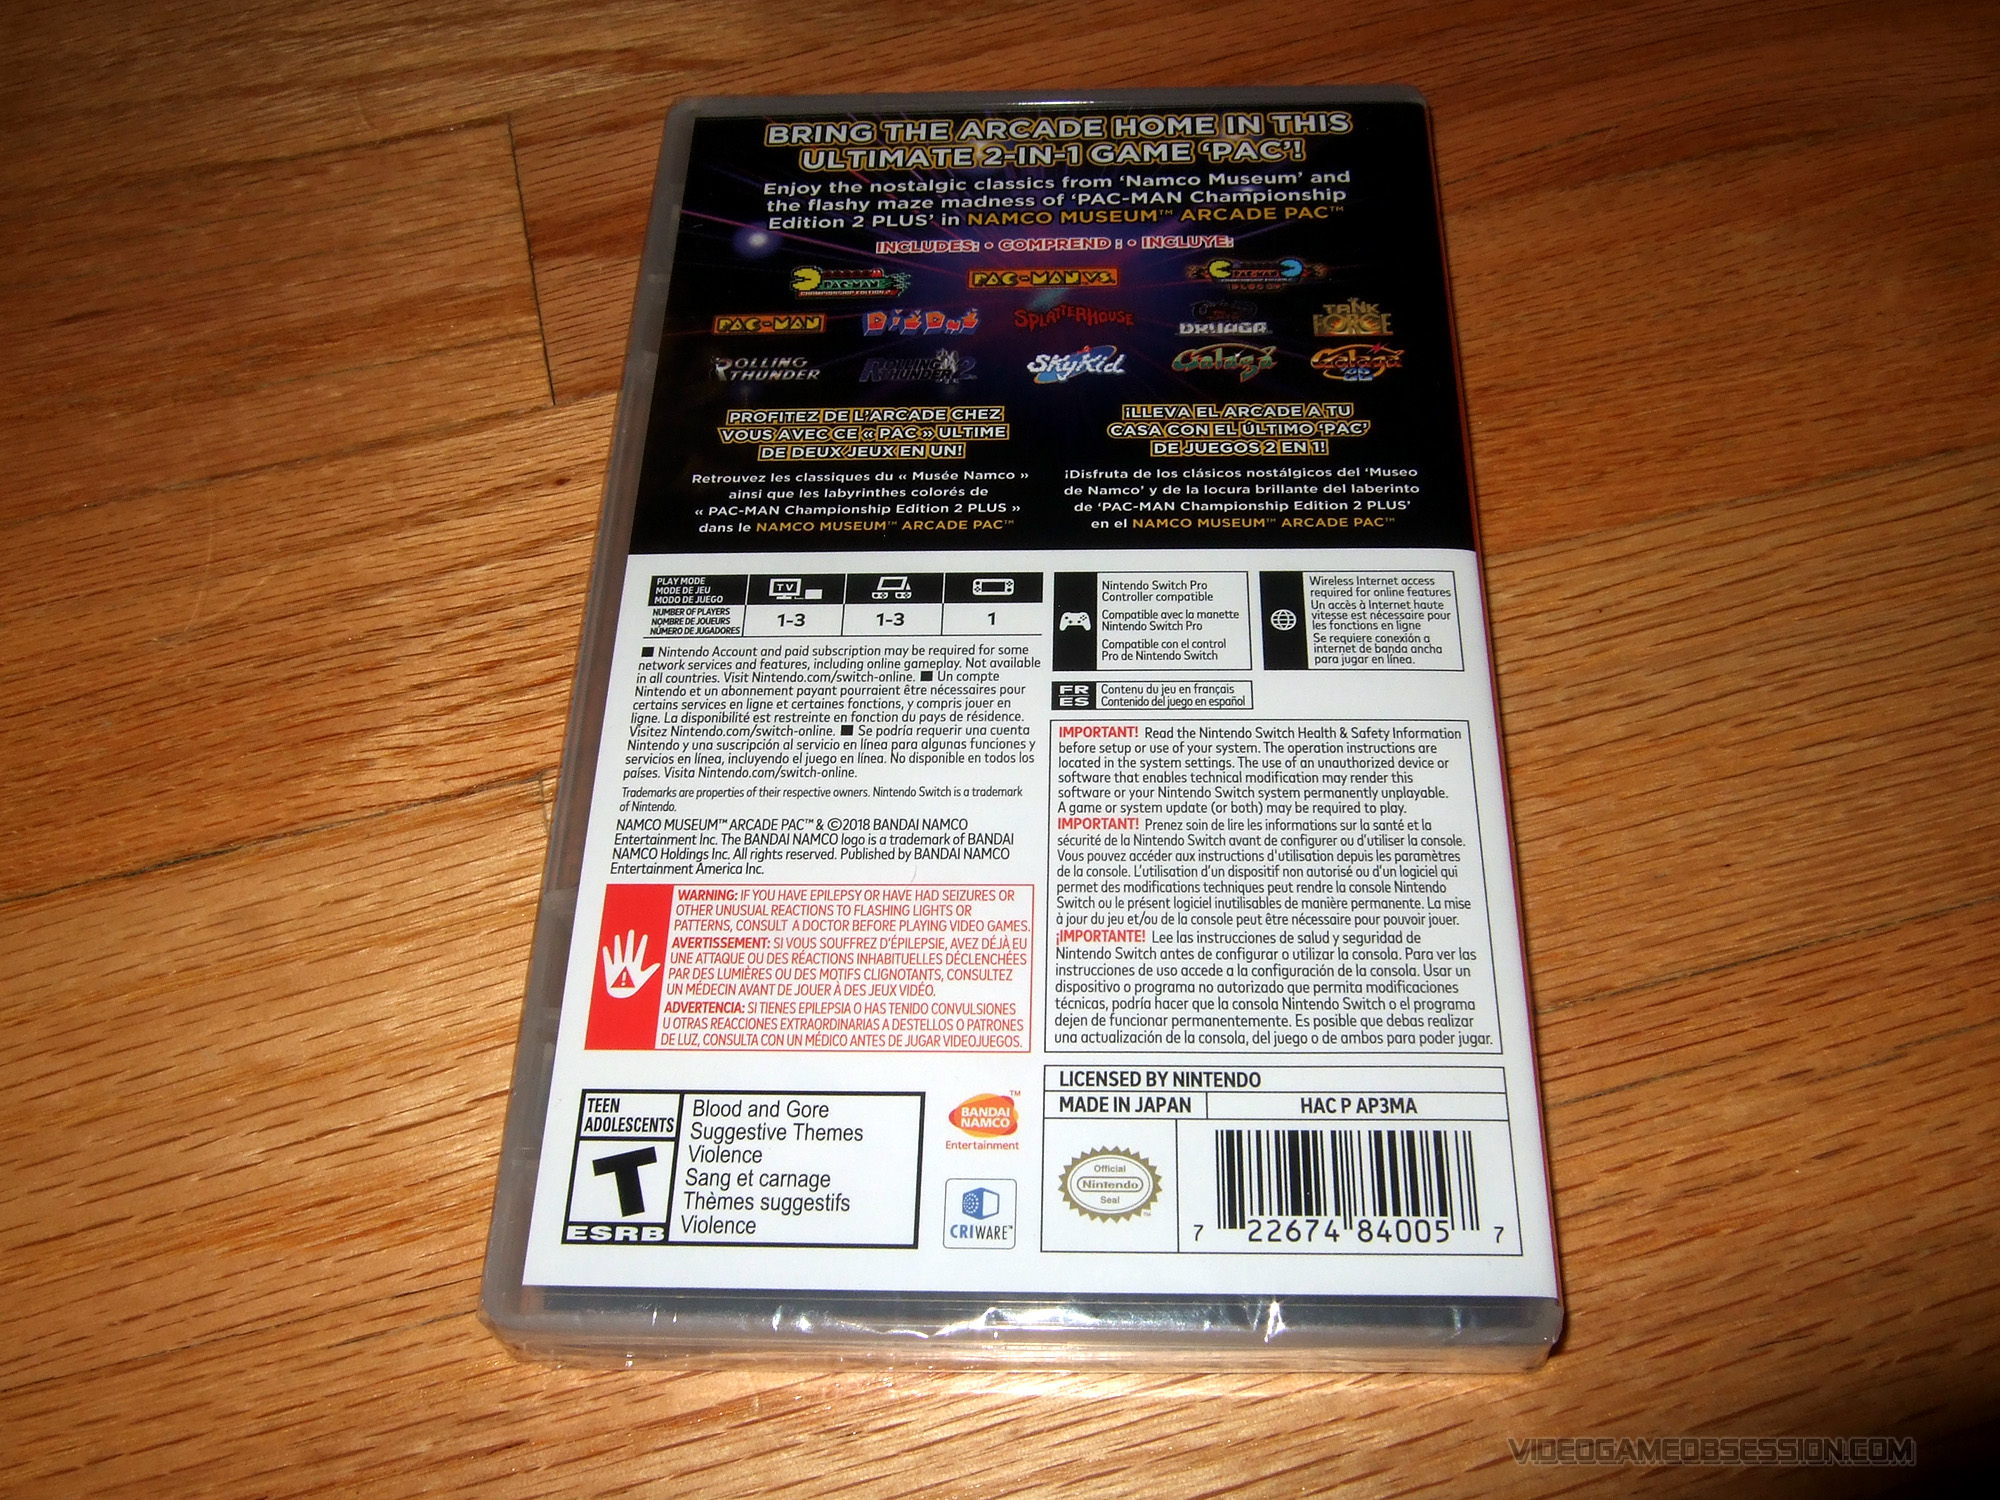 BRING THE ARCADE HOME IN THIS
ULTIMATE 2-IN-1 GAME ‘PAC’!
Enjoy the nostalgic classics from ‘Namco Museum’ and
the flashy maze madness of ‘PAC-MAN Championship
Edition 2 PLUS’ in NAMCO MUSEUM™ ARCADE PAC™
INCLUDES: • COMPREND : • INCLUYE:
PAC-MAN
CHAMPIONSHIP EDITION 2
PAC-MAN VS.
PAC-MAN
PAC-MAN
DIG DUG
SPLATTERHOUSE
DRUAGA
TANK
FORCE
ROLLING
THUNDER
ROLLING
THUNDER 2
SKYKID
Galaga
Galaga
88
PROFITEZ DE L’ARCADE CHEZ
VOUS AVEC CE « PAC » ULTIME
DE DEUX JEUX EN UN!
Retrouvez les classiques du « Musée Namco »
ainsi que les labyrinthes colorés de
« PAC-MAN Championship Edition 2 PLUS »
dans le NAMCO MUSEUM™ ARCADE PAC™
¡LLEVA EL ARCADE A TU
CASA CON EL ÚLTIMO ‘PAC’
DE JUEGOS 2 EN 1!
¡Disfruta de los clásicos nostálgicos del ‘Museo
de Namco’ y de la locura brillante del laberinto
de ‘PAC-MAN Championship Edition 2 PLUS’
en el NAMCO MUSEUM™ ARCADE PAC™
PLAY MODE
MODE DE JEU
MODO DE JUEGO
TV
NUMBER OF PLAYERS
NOMBRE DE JOUEURS
NÚMERO DE JUGADORES
1-3 1-3 1
Nintendo Switch Pro
Controller compatible
Compatible avec la manette
Nintendo Switch Pro
Compatible con el control
Pro de Nintendo Switch
Wireless Internet access
required for online features
Un accès à Internet haute
vitesse est nécessaire pour
les fonctions en ligne
Se requiere conexión a
internet de banda ancha
para jugar en línea.
FR
ES
Contenu du jeu en français
Contenido del juego en español
■ Nintendo Account and paid subscription may be required for some
network services and features, including online gameplay. Not available
in all countries. Visit Nintendo.com/switch-online. ■ Un compte
Nintendo et un abonnement payant pourraient être nécessaires pour
certains services en ligne et certaines fonctions, y compris jouer en
ligne. La disponibilité est restreinte en fonction du pays de résidence.
Visitez Nintendo.com/switch-online. ■ Se podría requerir una cuenta
Nintendo y una suscripción al servicio en línea para algunas funciones y
servicios en línea, incluyendo el juego en línea. No disponible en todos los
países. Visita Nintendo.com/switch-online.
Trademarks are properties of their respective owners. Nintendo Switch is a trademark
of Nintendo.
NAMCO MUSEUM™ ARCADE PAC™ & ©2018 BANDAI NAMCO
Entertainment Inc. The BANDAI NAMCO logo is a trademark of BANDAI
NAMCO Holdings Inc. All rights reserved. Published by BANDAI NAMCO
Entertainment America Inc.
WARNING: IF YOU HAVE EPILEPSY OR HAVE HAD SEIZURES OR
OTHER UNUSUAL REACTIONS TO FLASHING LIGHTS OR
PATTERNS, CONSULT A DOCTOR BEFORE PLAYING VIDEO GAMES.
AVERTISSEMENT: SI VOUS SOUFFREZ D'ÉPILEPSIE, AVEZ DÉJÀ EU
UNE ATTAQUE OU DES RÉACTIONS INHABITUELLES DÉCLENCHÉES
PAR DES LUMIÈRES OU DES MOTIFS CLIGNOTANTS, CONSULTEZ
UN MÉDECIN AVANT DE JOUER À DES JEUX VIDÉO.
ADVERTENCIA: SI TIENES EPILEPSIA O HAS TENIDO CONVULSIONES
U OTRAS REACCIONES EXTRAORDINARIAS A DESTELLOS O PATRONES
DE LUZ, CONSULTA CON UN MÉDICO ANTES DE JUGAR VIDEOJUEGOS.
IMPORTANT! Read the Nintendo Switch Health & Safety Information
before setup or use of your system. The operation instructions are
located in the system settings. The use of an unauthorized device or
software that enables technical modification may render this
software or your Nintendo Switch system permanently unplayable.
A game or system update (or both) may be required to play.
IMPORTANT! Prenez soin de lire les informations sur la santé et la
sécurité de la Nintendo Switch avant de configurer ou d’utiliser la console.
Vous pouvez accéder aux instructions d’utilisation depuis les paramètres
de la console. L’utilisation d’un dispositif non autorisé ou d’un logiciel qui
permet des modifications techniques peut rendre la console Nintendo
Switch ou le présent logiciel inutilisables de manière permanente. La mise
à jour du jeu et/ou de la console peut être nécessaire pour pouvoir jouer.
¡IMPORTANTE! Lee las instrucciones de salud y seguridad de
Nintendo Switch antes de configurar o utilizar la consola. Para ver las
instrucciones de uso accede a la configuración de la consola. Usar un
dispositivo o programa no autorizado que permita modificaciones
técnicas, podría hacer que la consola Nintendo Switch o el programa
dejen de funcionar permanentemente. Es posible que debas realizar
una actualización de la consola, del juego o de ambos para poder jugar.
TEEN
ADOLESCENTS
T
ESRB
Blood and Gore
Suggestive Themes
Violence
Sang et carnage
Thèmes suggestifs
Violence
BANDAI
NAMCO
Entertainment
CRIWARE™
LICENSED BY NINTENDO
MADE IN JAPAN HAC P AP3MA
Official
Nintendo
Seal
7 22674 84005 7
VIDEOGAMEOBSESSION.COM